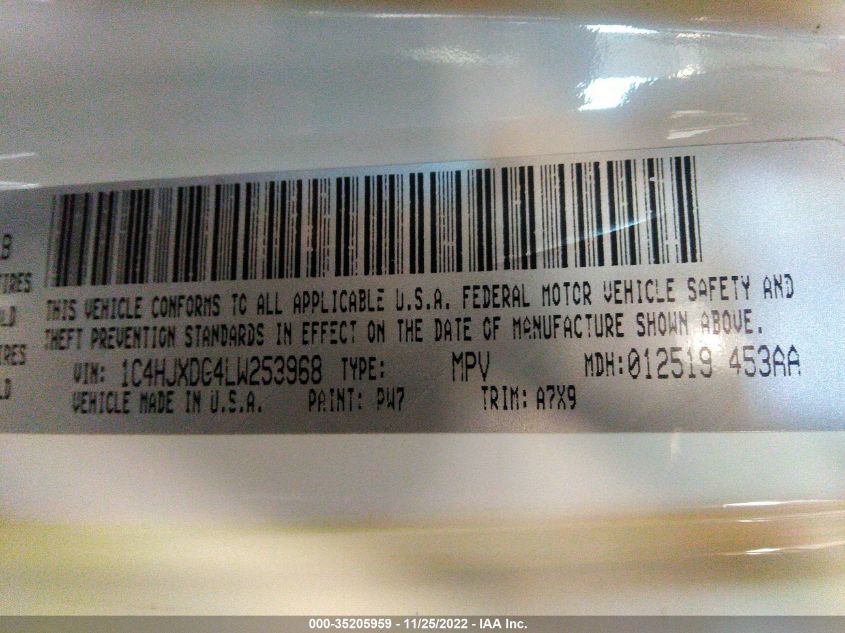 TIRES
THIS VEHICLE CONFORMS TO ALL APPLICABLE U.S.A. FEDERAL MOTOR VEHICLE SAFETY AND
THEFT PREVENTION STANDARDS IN EFFECT ON THE DATE OF MANUFACTURE SHOWN ABOVE.
VIN: 1C4HJXDG4LW253968 TYPE: MPV MDH:012519 453AA
VEHICLE MADE IN U.S.A. PAINT: PW7 TRIM: A7X9
000-35205959 - 11/25/2022 - IAA Inc.